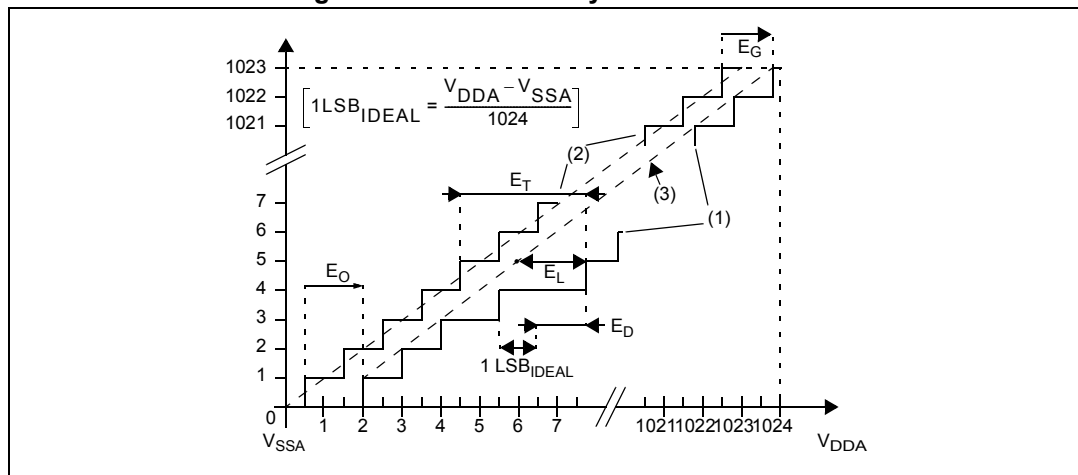 E_G
1023
1022
1021
[1LSB_IDEAL = V_DDA − V_SSA / 1024]
(2)
E_T
(3)
(1)
7
6
5
4
3
2
1
0
E_O
E_L
E_D
1 LSB_IDEAL
1 2 3 4 5 6 7 1021 1022 1023 1024
V_SSA
V_DDA